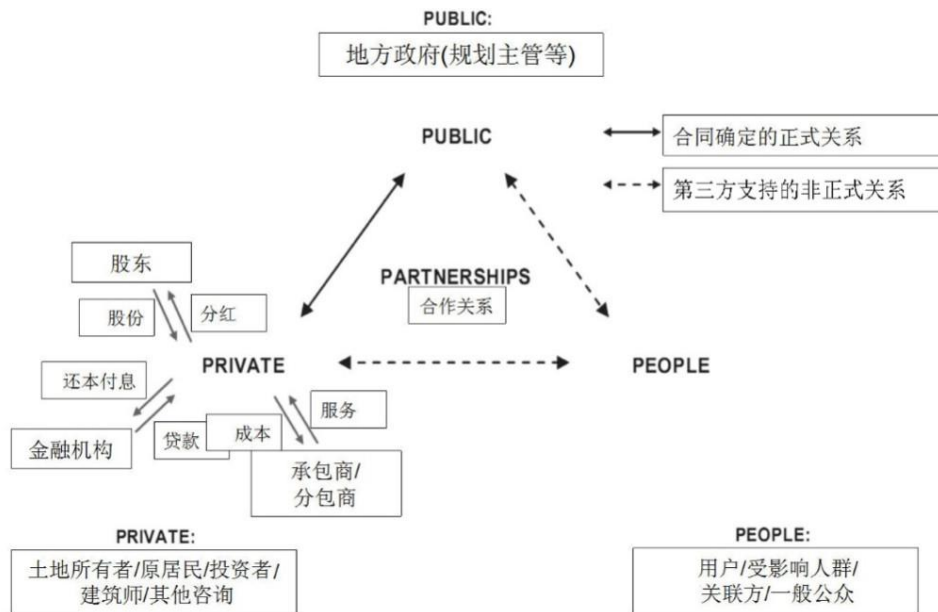 PUBLIC:
地方政府(规划主管等)
PUBLIC
合同确定的正式关系
第三方支持的非正式关系
股东
股份
分红
PARTNERSHIPS
合作关系
PRIVATE
PEOPLE
还本付息
金融机构
贷款
成本
服务
承包商/
分包商
PRIVATE:
土地所有者/原居民/投资者/
建筑师/其他咨询
PEOPLE:
用户/受影响人群/
关联方/一般公众